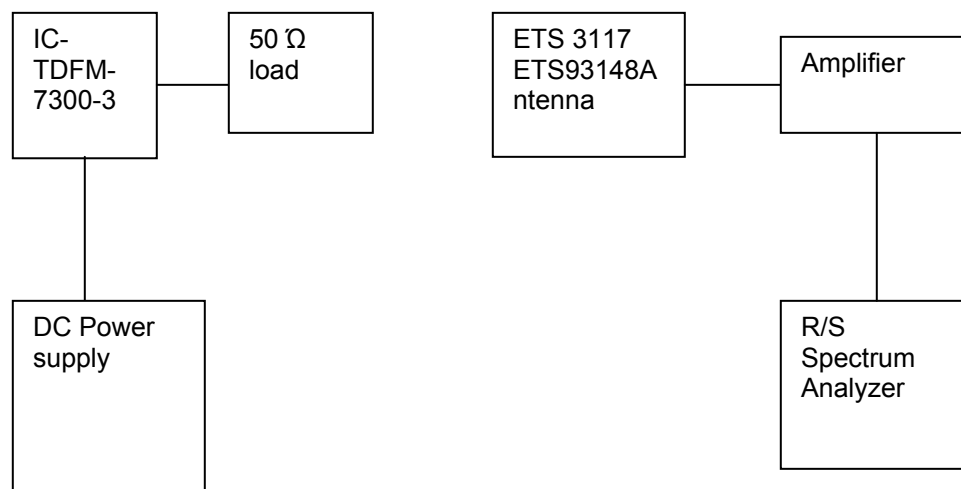 IC-
TDFM-
7300-3
50 Ώ
load
ETS 3117
ETS93148A
ntenna
Amplifier
DC Power
supply
R/S
Spectrum
Analyzer